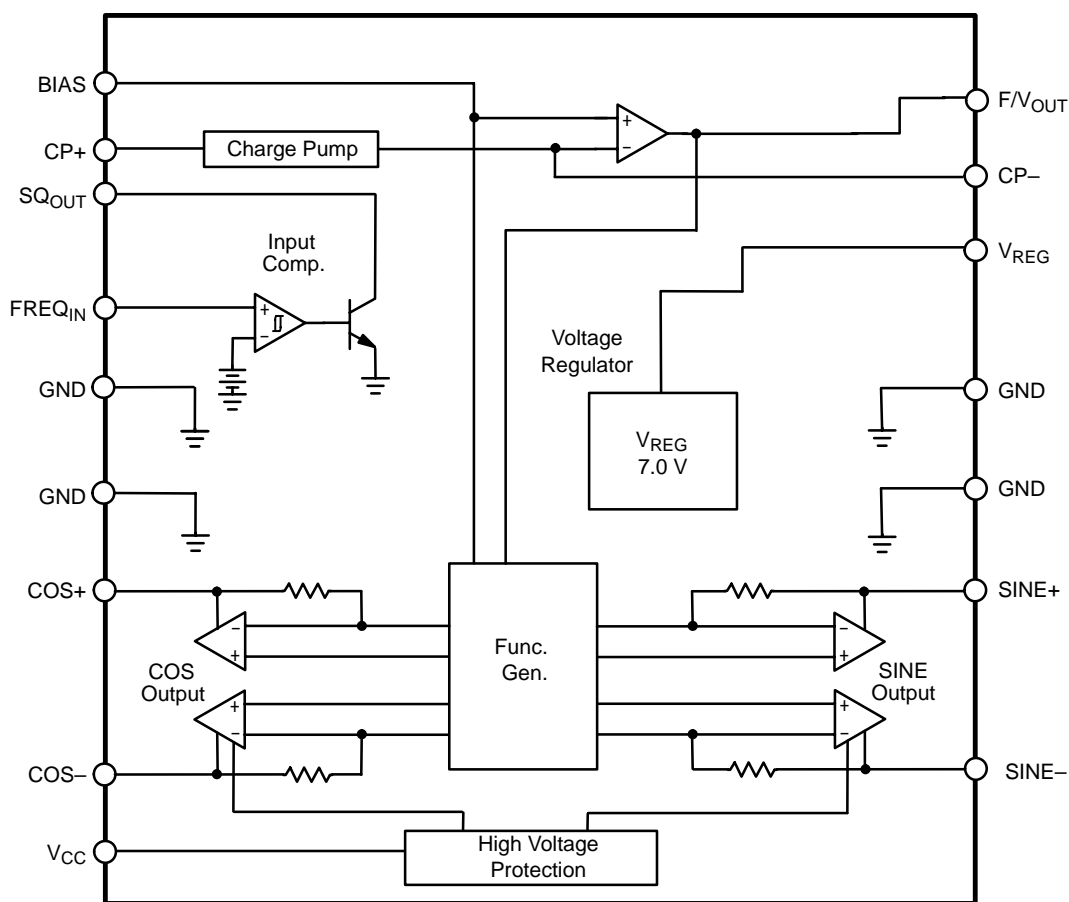 BIAS
F/VOUT
CP+
Charge Pump
+
–
CP–
SQOUT
Input
Comp.
VREG
FREQIN
+
–
Voltage
Regulator
GND
GND
VREG
7.0 V
GND
GND
COS+
SINE+
–
+
Func.
Gen.
–
+
COS
Output
SINE
Output
+
–
+
–
COS–
SINE–
VCC
High Voltage
Protection